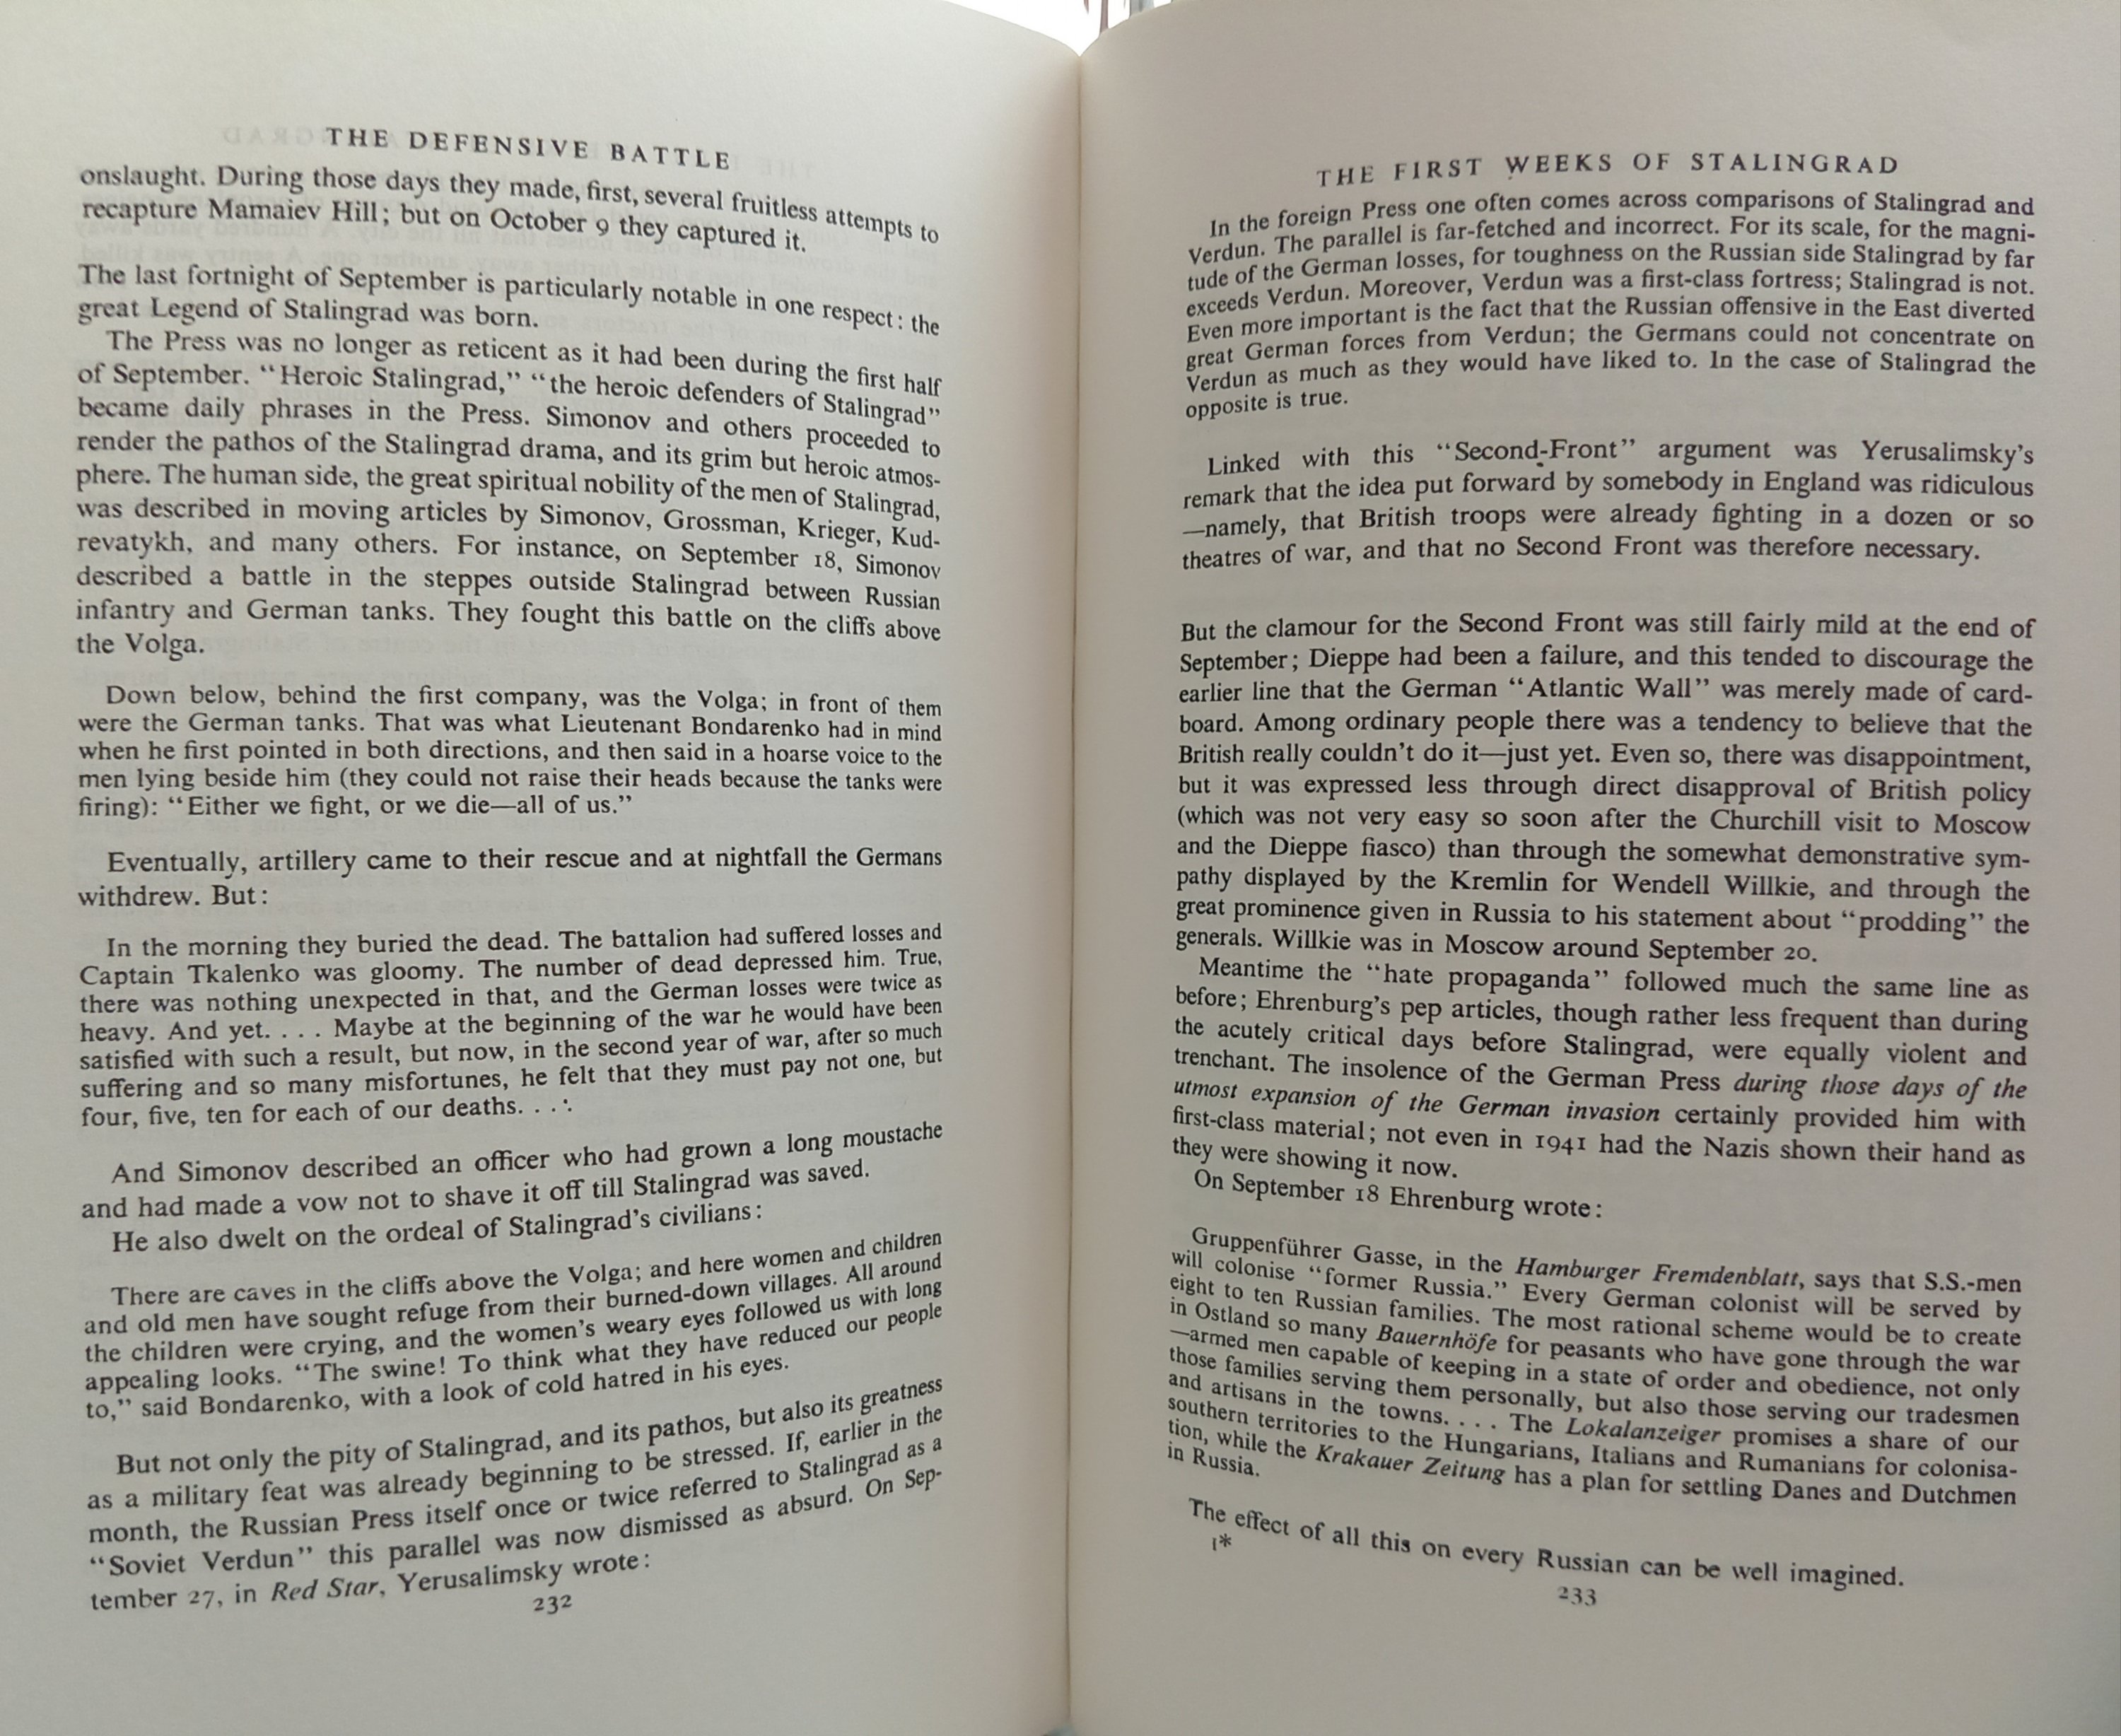 THE DEFENSIVE BATTLE
onslaught. During those days they made, first, several fruitless attempts to
recapture Mamaiev Hill; but on October 9 they captured it.
The last fortnight of September is particularly notable in one respect: the
great Legend of Stalingrad was born.
The Press was no longer as reticent as it had been during the first half
of September. “Heroic Stalingrad,” “the heroic defenders of Stalingrad”
became daily phrases in the Press. Simonov and others proceeded to
render the pathos of the Stalingrad drama, and its grim but heroic atmos-
phere. The human side, the great spiritual nobility of the men of Stalingrad,
was described in moving articles by Simonov, Grossman, Krieger, Kud-
revatykh, and many others. For instance, on September 18, Simonov
described a battle in the steppes outside Stalingrad between Russian
infantry and German tanks. They fought this battle on the cliffs above
the Volga.
Down below, behind the first company, was the Volga; in front of them
were the German tanks. That was what Lieutenant Bondarenko had in mind
when he first pointed in both directions, and then said in a hoarse voice to the
men lying beside him (they could not raise their heads because the tanks were
firing): “Either we fight, or we die—all of us.”
Eventually, artillery came to their rescue and at nightfall the Germans
withdrew. But:
In the morning they buried the dead. The battalion had suffered losses and
Captain Tkalenko was gloomy. The number of dead depressed him. True,
there was nothing unexpected in that, and the German losses were twice as
heavy. And yet. . . . Maybe at the beginning of the war he would have been
satisfied with such a result, but now, in the second year of war, after so much
suffering and so many misfortunes, he felt that they must pay not one, but
four, five, ten for each of our deaths. . . .
And Simonov described an officer who had grown a long moustache
and had made a vow not to shave it off till Stalingrad was saved.
He also dwelt on the ordeal of Stalingrad’s civilians:
There are caves in the cliffs above the Volga; and here women and children
and old men have sought refuge from their burned-down villages. All around
the children were crying, and the women’s weary eyes followed us with long
appealing looks. “The swine! To think what they have reduced our people
to,” said Bondarenko, with a look of cold hatred in his eyes.
But not only the pity of Stalingrad, and its pathos, but also its greatness
as a military feat was already beginning to be stressed. If, earlier in the
month, the Russian Press itself once or twice referred to Stalingrad as a
“Soviet Verdun” this parallel was now dismissed as absurd. On Sep-
tember 27, in Red Star, Yerusalimsky wrote:
232
THE FIRST WEEKS OF STALINGRAD
In the foreign Press one often comes across comparisons of Stalingrad and
Verdun. The parallel is far-fetched and incorrect. For its scale, for the magni-
tude of the German losses, for toughness on the Russian side Stalingrad by far
exceeds Verdun. Moreover, Verdun was a first-class fortress; Stalingrad is not.
Even more important is the fact that the Russian offensive in the East diverted
great German forces from Verdun; the Germans could not concentrate on
Verdun as much as they would have liked to. In the case of Stalingrad the
opposite is true.
Linked with this “Second-Front” argument was Yerusalimsky’s
remark that the idea put forward by somebody in England was ridiculous
—namely, that British troops were already fighting in a dozen or so
theatres of war, and that no Second Front was therefore necessary.
But the clamour for the Second Front was still fairly mild at the end of
September; Dieppe had been a failure, and this tended to discourage the
earlier line that the German “Atlantic Wall” was merely made of card-
board. Among ordinary people there was a tendency to believe that the
British really couldn’t do it—just yet. Even so, there was disappointment,
but it was expressed less through direct disapproval of British policy
(which was not very easy so soon after the Churchill visit to Moscow
and the Dieppe fiasco) than through the somewhat demonstrative sym-
pathy displayed by the Kremlin for Wendell Willkie, and through the
great prominence given in Russia to his statement about “prodding” the
generals. Willkie was in Moscow around September 20.
Meantime the “hate propaganda” followed much the same line as
before; Ehrenburg’s pep articles, though rather less frequent than during
the acutely critical days before Stalingrad, were equally violent and
trenchant. The insolence of the German Press during those days of the
utmost expansion of the German invasion certainly provided him with
first-class material; not even in 1941 had the Nazis shown their hand as
they were showing it now.
On September 18 Ehrenburg wrote:
Gruppenführer Gasse, in the Hamburger Fremdenblatt, says that S.S.-men
will colonise “former Russia.” Every German colonist will be served by
eight to ten Russian families. The most rational scheme would be to create
in Ostland so many Bauernhöfe for peasants who have gone through the war
—armed men capable of keeping in a state of order and obedience, not only
those families serving them personally, but also those serving our tradesmen
and artisans in the towns. . . . The Lokalanzeiger promises a share of our
southern territories to the Hungarians, Italians and Rumanians for colonisa-
tion, while the Krakauer Zeitung has a plan for settling Danes and Dutchmen
in Russia.
The effect of all this on every Russian can be well imagined.
I*
233